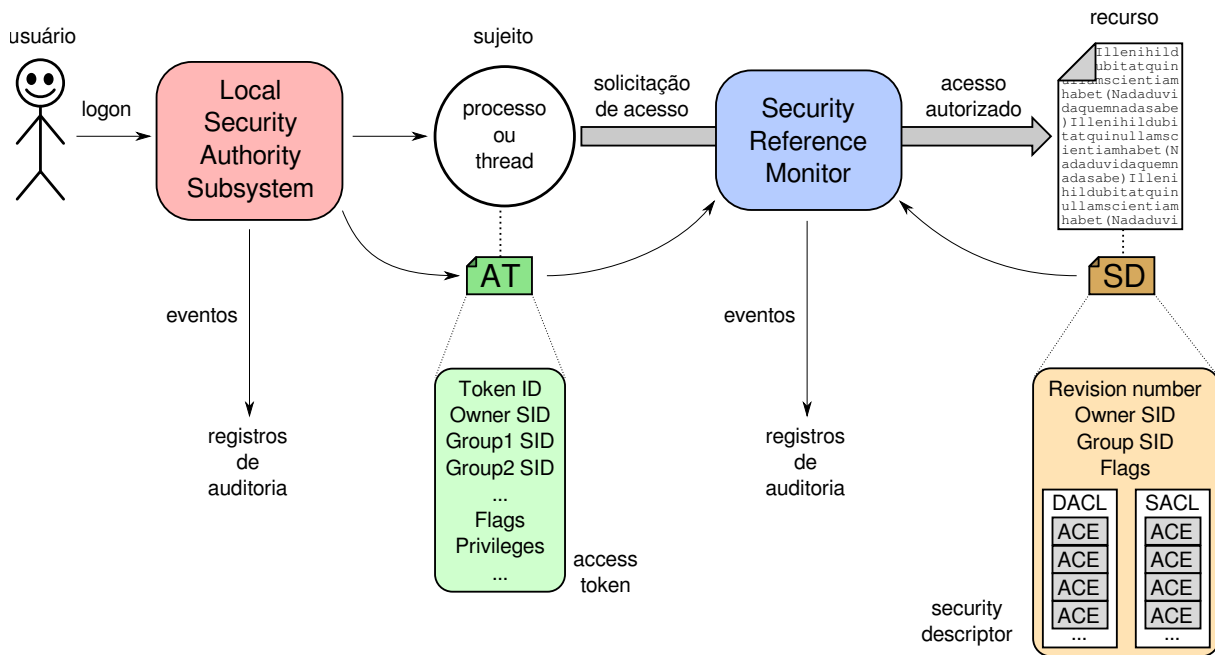 usuário
logon
Local
Security
Authority
Subsystem
eventos
registros
de
auditoria
sujeito
processo
ou
thread
AT
Token ID
Owner SID
Group1 SID
Group2 SID
...
Flags
Privileges
...
access
token
solicitação
de acesso
Security
Reference
Monitor
eventos
registros
de
auditoria
acesso
autorizado
recurso
Illenihild
ubitatquin
ullamscientiam
habet(Nadaduvi
daquemnadasabe
)Illenihildubi
tatquinullamsc
ientiamhabet(N
adaduvidaquemn
adasabe)Illeni
hildubitatquin
ullamscientiam
habet(Nadaduvi
SD
Revision number
Owner SID
Group SID
Flags
DACL
ACE
ACE
ACE
ACE
...
SACL
ACE
ACE
ACE
ACE
...
security
descriptor